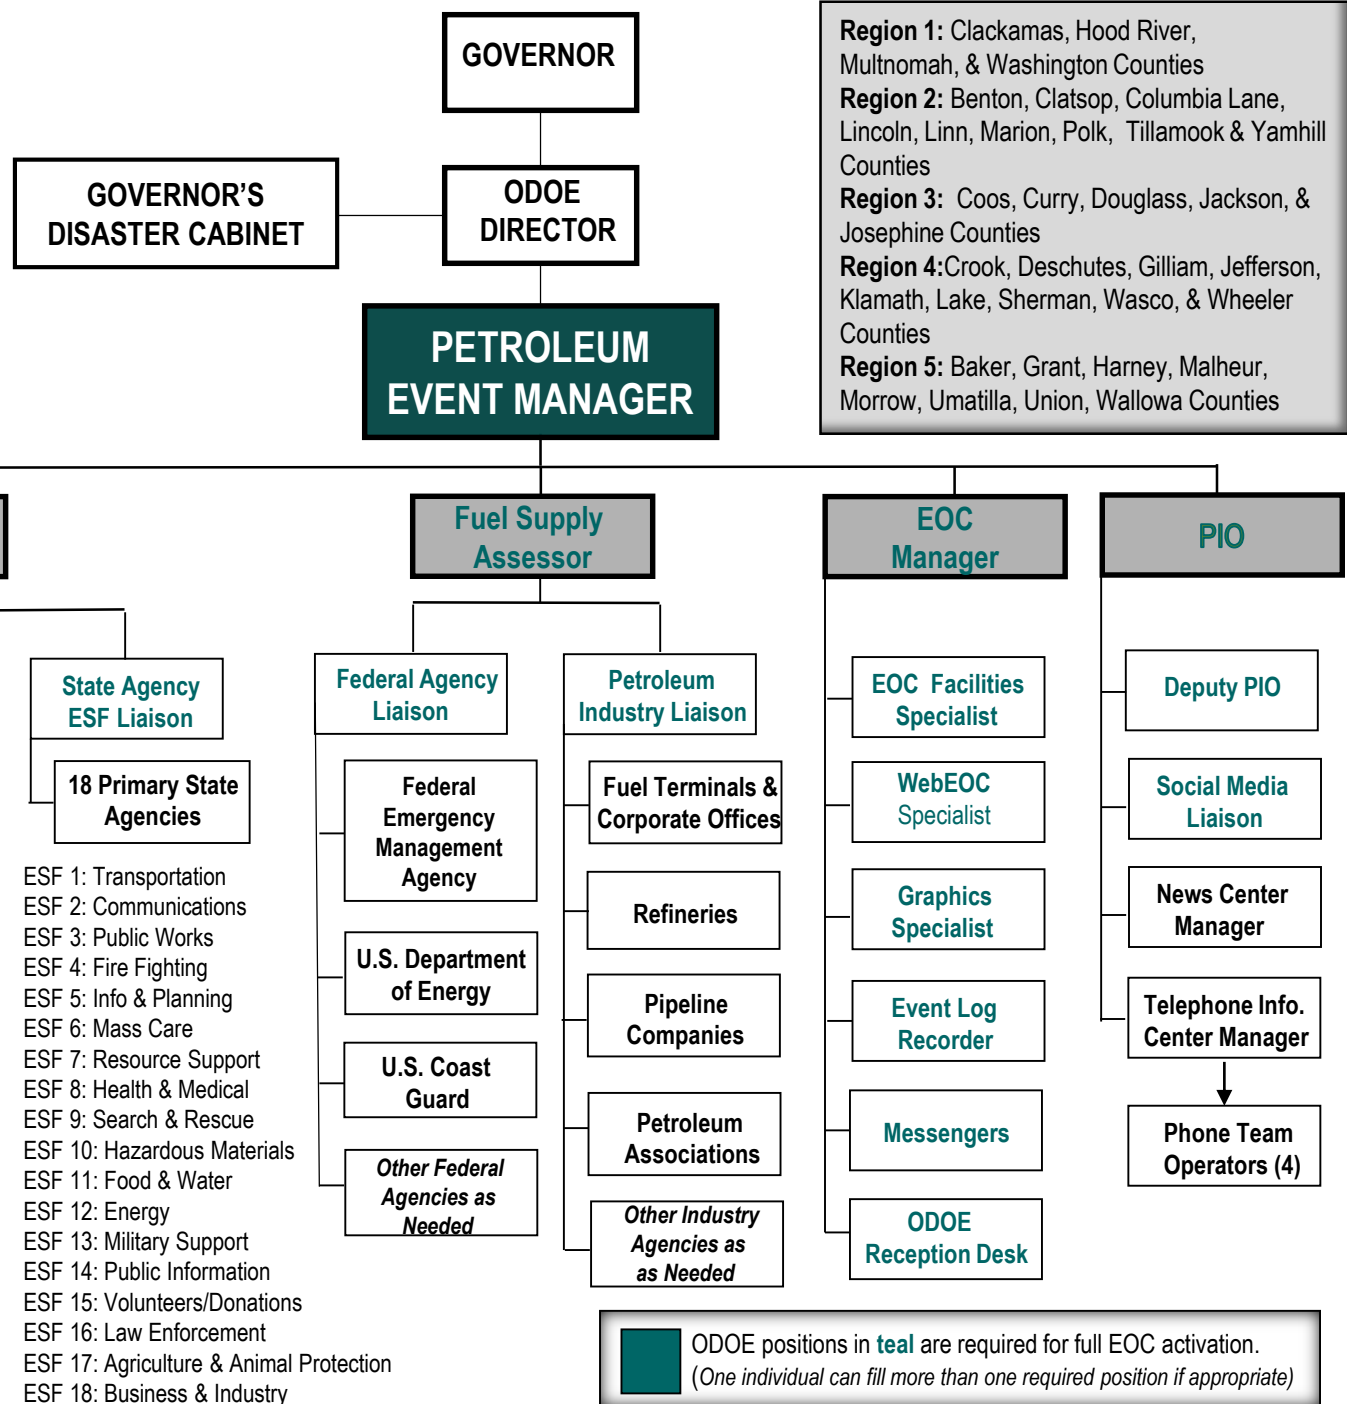 GOVERNOR
GOVERNOR’S
DISASTER CABINET
ODOE
DIRECTOR
PETROLEUM
EVENT MANAGER
Region 1: Clackamas, Hood River,
Multnomah, & Washington Counties
Region 2: Benton, Clatsop, Columbia Lane,
Lincoln, Linn, Marion, Polk, Tillamook & Yamhill
Counties
Region 3: Coos, Curry, Douglass, Jackson, &
Josephine Counties
Region 4:Crook, Deschutes, Gilliam, Jefferson,
Klamath, Lake, Sherman, Wasco, & Wheeler
Counties
Region 5: Baker, Grant, Harney, Malheur,
Morrow, Umatilla, Union, Wallowa Counties
Fuel Supply
Assessor
EOC
Manager
PIO
State Agency
ESF Liaison
18 Primary State
Agencies
ESF 1: Transportation
ESF 2: Communications
ESF 3: Public Works
ESF 4: Fire Fighting
ESF 5: Info & Planning
ESF 6: Mass Care
ESF 7: Resource Support
ESF 8: Health & Medical
ESF 9: Search & Rescue
ESF 10: Hazardous Materials
ESF 11: Food & Water
ESF 12: Energy
ESF 13: Military Support
ESF 14: Public Information
ESF 15: Volunteers/Donations
ESF 16: Law Enforcement
ESF 17: Agriculture & Animal Protection
ESF 18: Business & Industry
Federal Agency
Liaison
Federal
Emergency
Management
Agency
U.S. Department
of Energy
U.S. Coast
Guard
Other Federal
Agencies as
Needed
Petroleum
Industry Liaison
Fuel Terminals &
Corporate Offices
Refineries
Pipeline
Companies
Petroleum
Associations
Other Industry
Agencies as
as Needed
EOC Facilities
Specialist
WebEOC
Specialist
Graphics
Specialist
Event Log
Recorder
Messengers
ODOE
Reception Desk
Deputy PIO
Social Media
Liaison
News Center
Manager
Telephone Info.
Center Manager
Phone Team
Operators (4)
ODOE positions in teal are required for full EOC activation.
(One individual can fill more than one required position if appropriate)